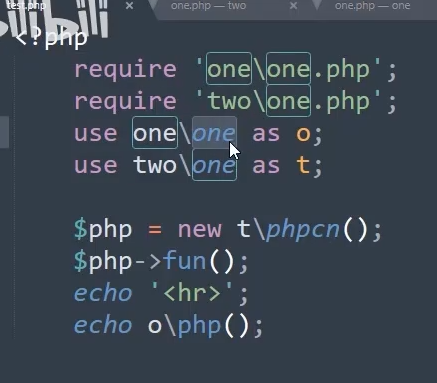 test.php × one.php — two × one.php — one
<?php
require 'one\one.php';
require 'two\one.php';
use one\one as o;
use two\one as t;
$php = new t\phpcn();
$php->fun();
echo '<hr>';
echo o\php();